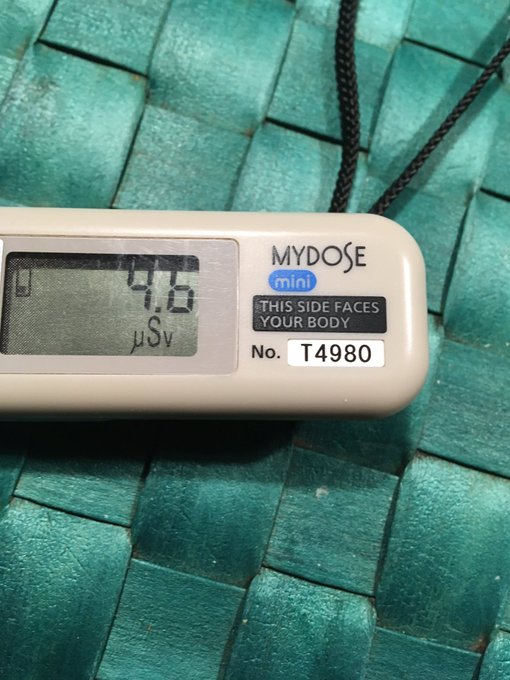 4.6
µSv
MYDOSE
mini
THIS SIDE FACES
YOUR BODY
No. T4980